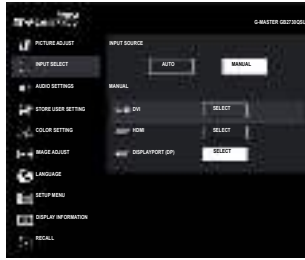 G-MASTER GB2730QSU
PICTURE ADJUST
INPUT SOURCE
INPUT SELECT
AUTO
MANUAL
AUDIO SETTINGS
MANUAL
STORE USER SETTING
DVI
SELECT
COLOR SETTING
HDMI
SELECT
IMAGE ADJUST
DISPLAYPORT (DP)
SELECT
LANGUAGE
SETUP MENU
DISPLAY INFORMATION
RECALL